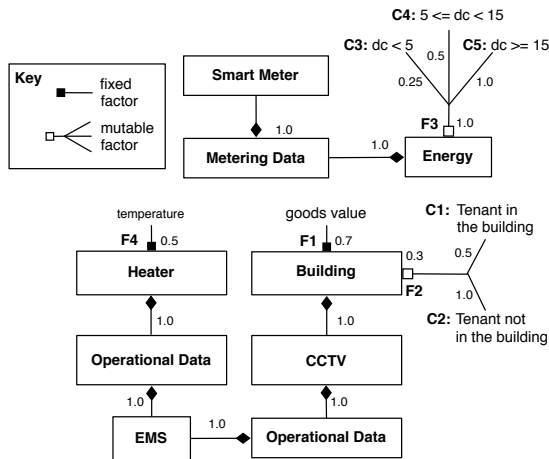 C4: 5 <= dc < 15
C3: dc < 5
C5: dc >= 15
0.5
0.25
1.0
Key
fixed
factor
mutable
factor
Smart Meter
1.0
F3
1.0
Metering Data
1.0
Energy
temperature
F4
0.5
Heater
goods value
F1
0.7
Building
0.3
F2
C1: Tenant in
the building
0.5
1.0
C2: Tenant not
in the building
1.0
1.0
Operational Data
CCTV
1.0
1.0
EMS
1.0
Operational Data